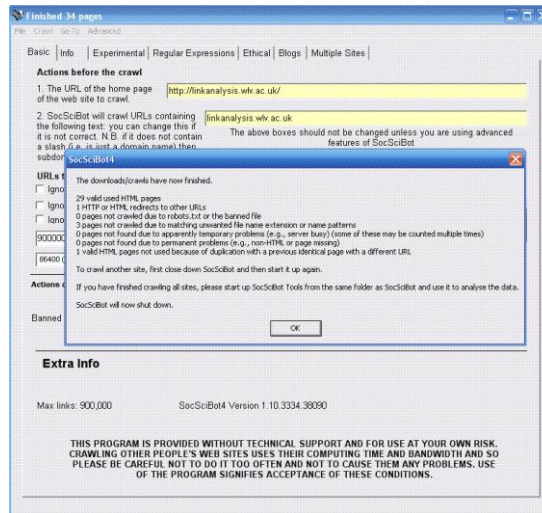 Finished 34 pages
File Crawl Go To Advanced
Basic Info Experimental Regular Expressions Ethical Blogs Multiple Sites
Actions before the crawl
1. The URL of the home page of the web site to crawl.
http://linkanalysis.wlv.ac.uk/
2. SocSciBot will crawl URLs containing
the following text: you can change this if
it is not correct. N.B. if it does not contain
a slash (i.e. is just a domain name) then
subdom
linkanalysis.wlv.ac.uk
The above boxes should not be changed unless you are using advanced
features of SocSciBot
URLs t
Igno
Igno
Igno
900000
86400 (
Actions
Banned
SocSciBot4
The downloads/crawls have now finished.
29 valid used HTML pages
1 HTTP or HTML redirects to other URLs
0 pages not crawled due to robots.txt or the banned file
3 pages not crawled due to matching unwanted file name extension or name patterns
0 pages not found due to apparently temporary problems (e.g., server busy) (some of these may be counted multiple times)
0 pages not found due to permanent problems (e.g., non-HTML or page missing)
1 valid HTML pages not used because of duplication with a previous identical page with a different URL
To crawl another site, first close down SocSciBot and then start it up again.
If you have finished crawling all sites, please start up SocSciBot Tools from the same folder as SocSciBot and use it to analyse the data.
SocSciBot will now shut down.
OK
Extra Info
Max links: 900,000
SocSciBot4 Version 1.10.3334.38090
THIS PROGRAM IS PROVIDED WITHOUT TECHNICAL SUPPORT AND FOR USE AT YOUR OWN RISK.
CRAWLING OTHER PEOPLE'S WEB SITES USES THEIR COMPUTING TIME AND BANDWIDTH AND SO
PLEASE BE CAREFUL NOT TO DO IT TOO OFTEN AND NOT TO CAUSE THEM ANY PROBLEMS. USE
OF THE PROGRAM SIGNIFIES ACCEPTANCE OF THESE CONDITIONS.